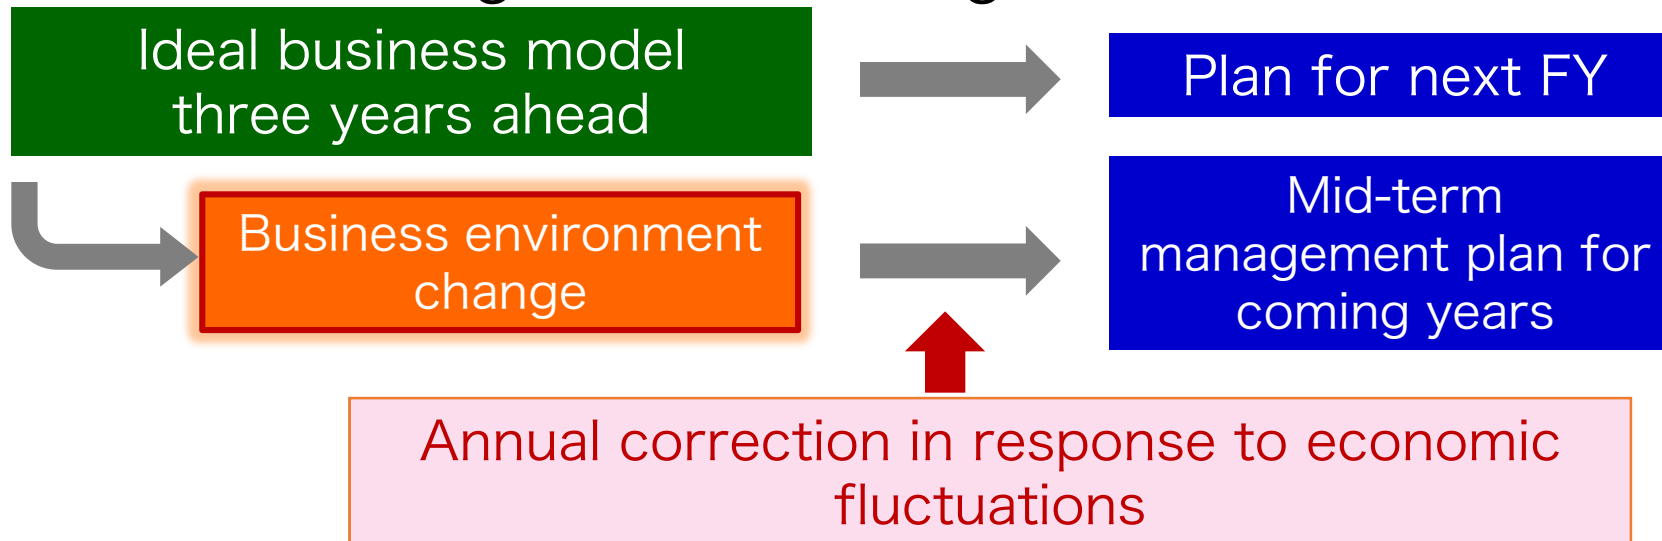 Ideal business model
three years ahead
Plan for next FY
Business environment
change
Mid-term
management plan for
coming years
Annual correction in response to economic
fluctuations